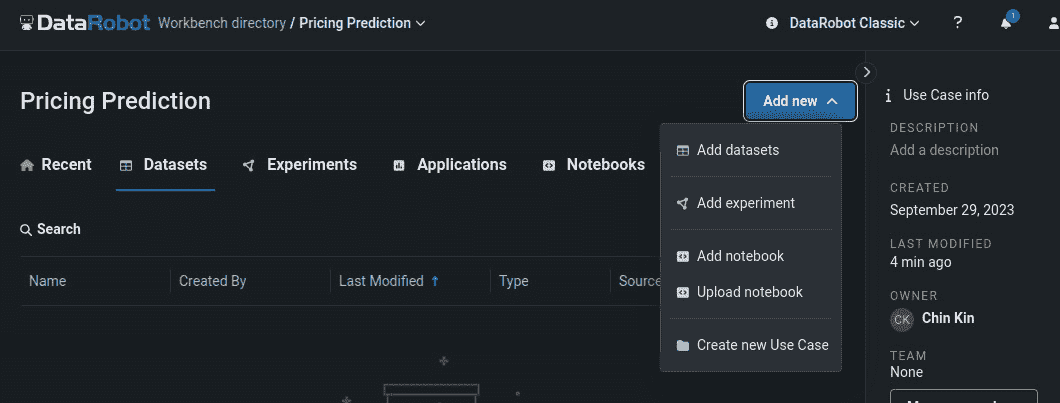 DataRobot Workbench directory / Pricing Prediction
DataRobot Classic ? 1
Pricing Prediction
Add new
Recent Datasets Experiments Applications Notebooks
Search
Name Created By Last Modified ↑ Type Source
Add datasets
Add experiment
Add notebook
Upload notebook
Create new Use Case
Use Case info
DESCRIPTION
Add a description
CREATED
September 29, 2023
LAST MODIFIED
4 min ago
OWNER
CK Chin Kin
TEAM
None